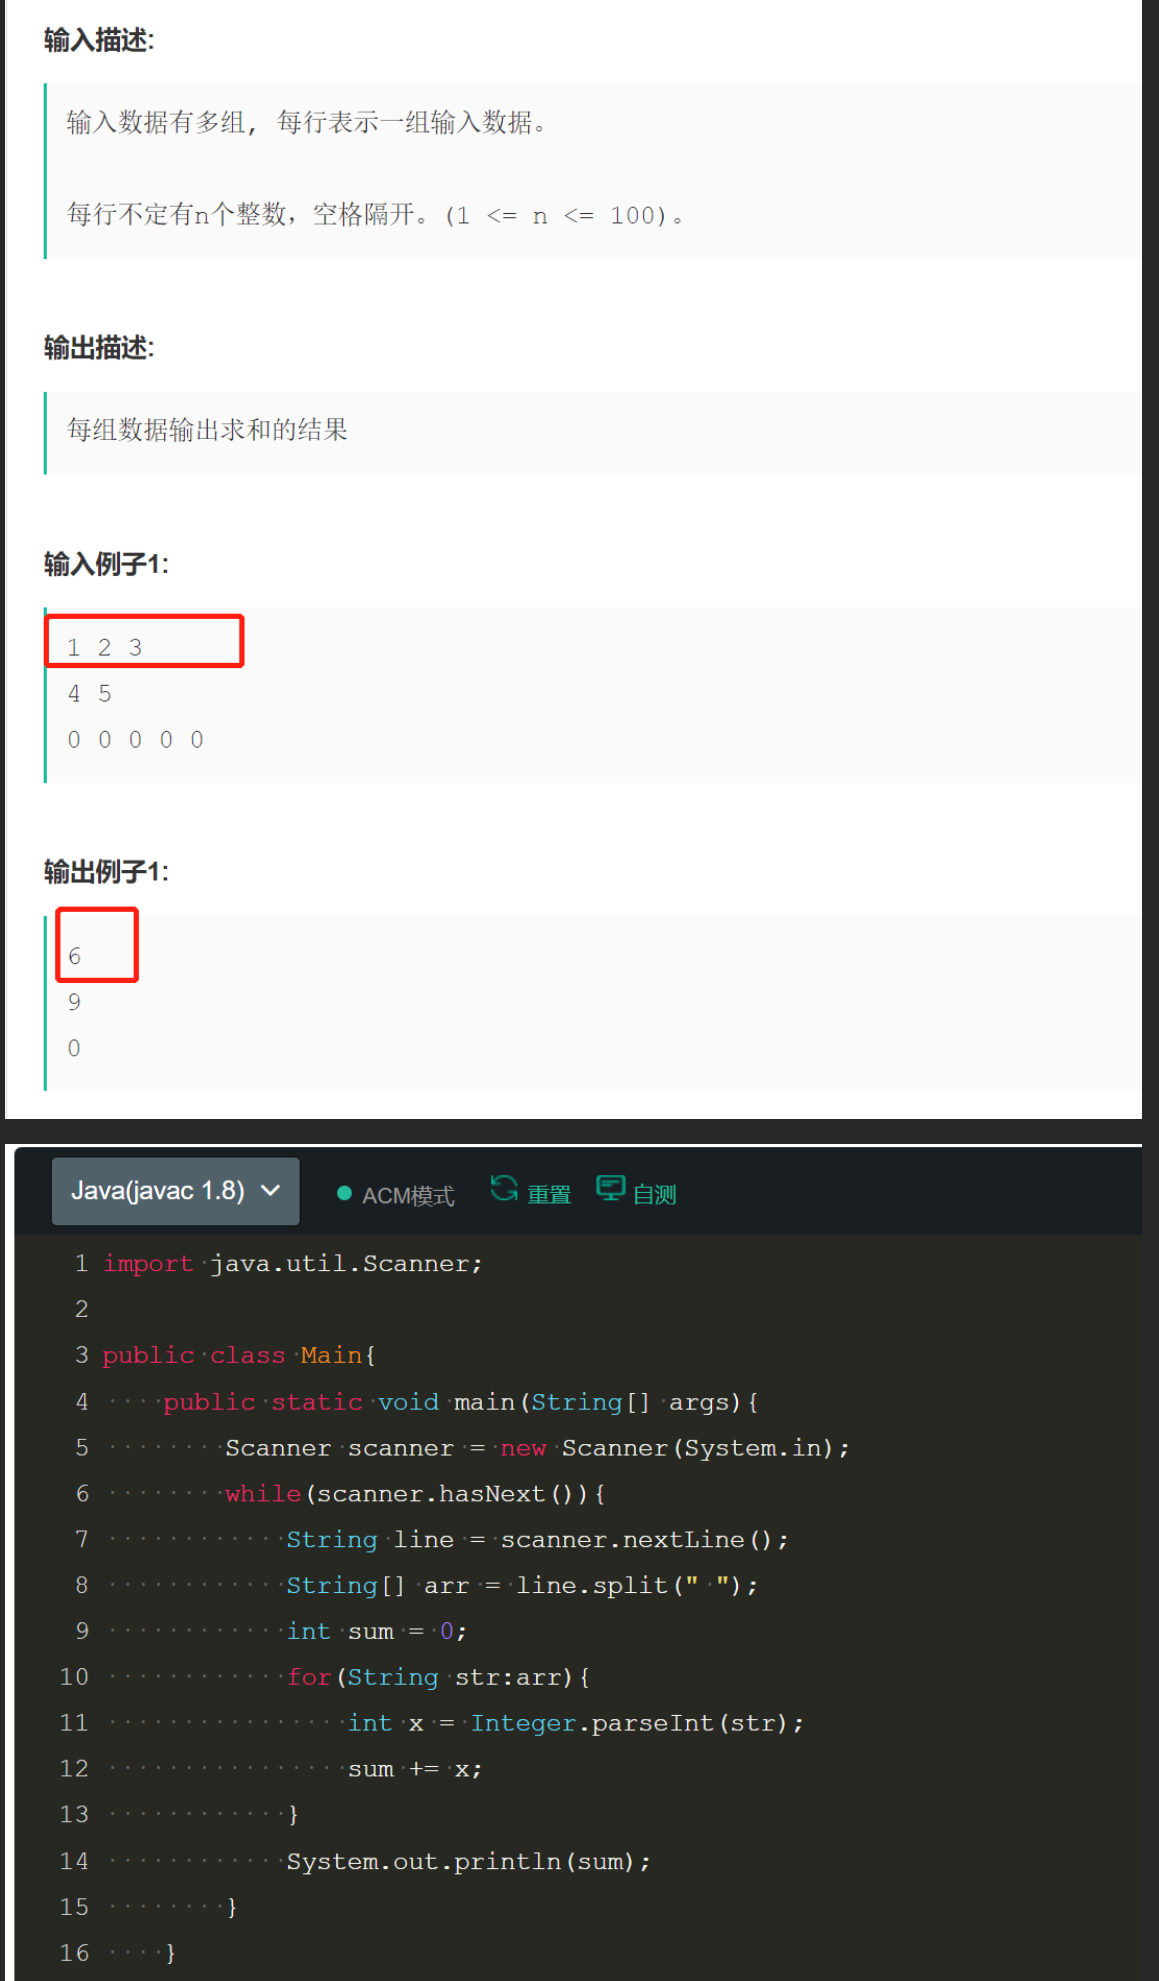 输入描述:
输入数据有多组, 每行表示一组输入数据。
每行不定有n个整数，空格隔开。(1 <= n <= 100)。
输出描述:
每组数据输出求和的结果
输入例子1:
1 2 3
4 5
0 0 0 0 0
输出例子1:
6
9
0
Java(javac 1.8) ACM模式 重置 自测
1 import java.util.Scanner;
2
3 public class Main{
4 public static void main(String[] args){
5 Scanner scanner = new Scanner(System.in);
6 while(scanner.hasNext()){
7 String line = scanner.nextLine();
8 String[] arr = line.split(" ");
9 int sum = 0;
10 for(String str:arr){
11 int x = Integer.parseInt(str);
12 sum += x;
13 }
14 System.out.println(sum);
15 }
16 }